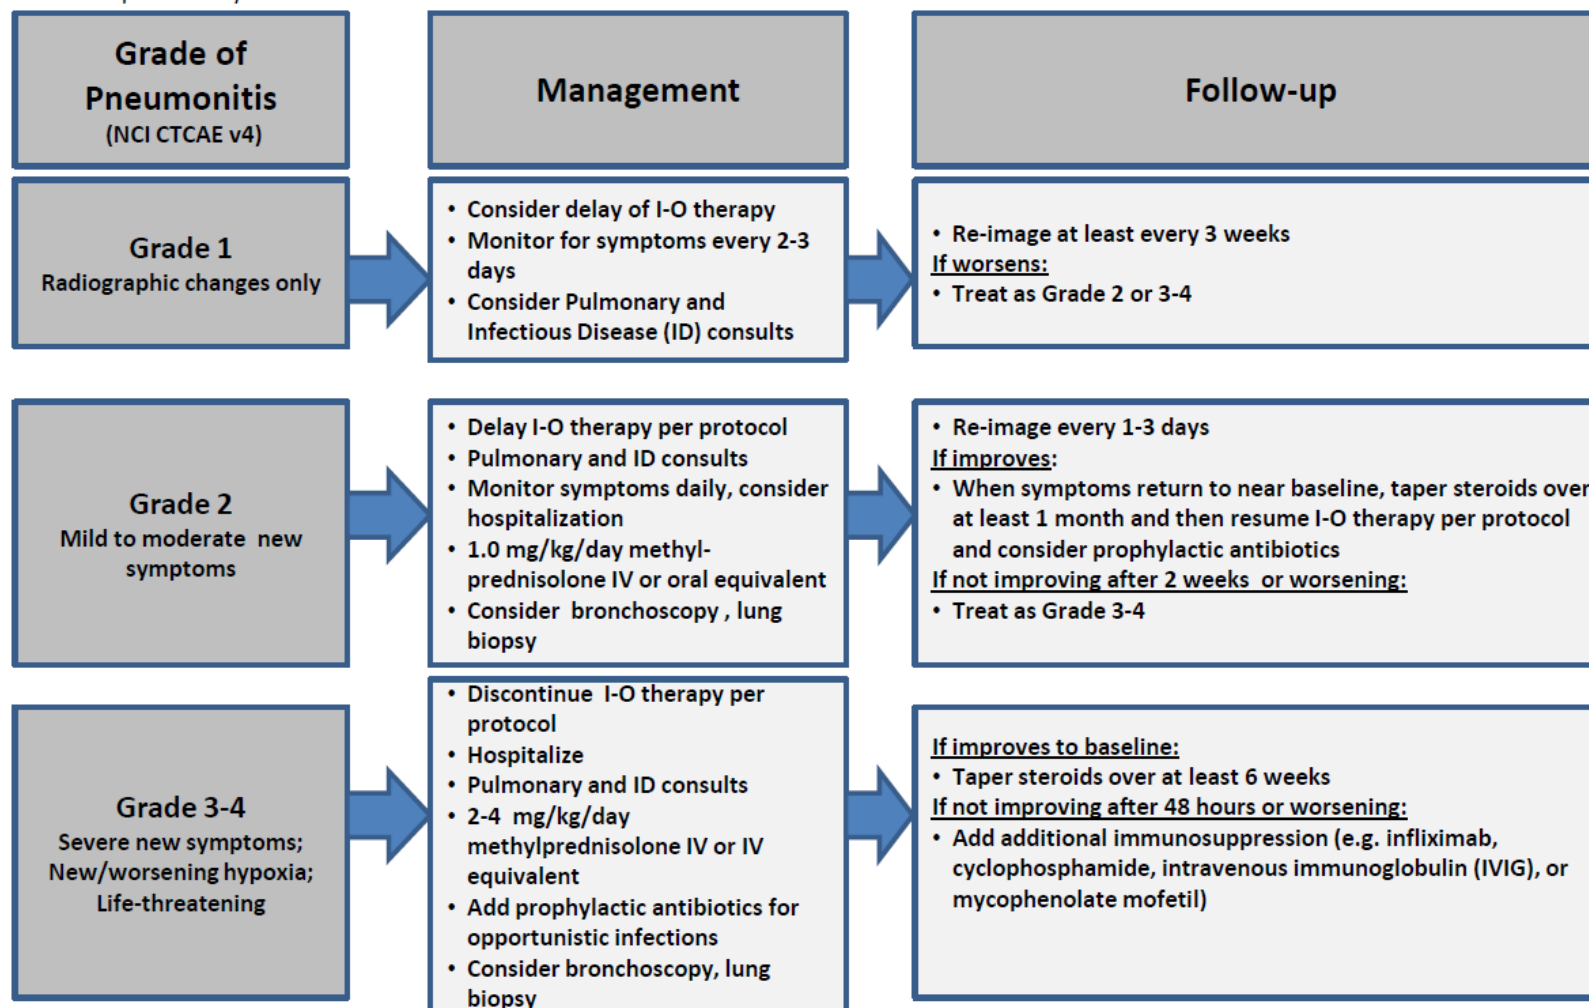 Grade of
Pneumonitis
(NCI CTCAE v4)
Management
Follow-up
Grade 1
Radiographic changes only
• Consider delay of I-O therapy
• Monitor for symptoms every 2-3
days
• Consider Pulmonary and
Infectious Disease (ID) consults
• Re-image at least every 3 weeks
If worsens:
• Treat as Grade 2 or 3-4
Grade 2
Mild to moderate new
symptoms
• Delay I-O therapy per protocol
• Pulmonary and ID consults
• Monitor symptoms daily, consider
hospitalization
• 1.0 mg/kg/day methyl-
prednisolone IV or oral equivalent
• Consider bronchoscopy , lung
biopsy
• Re-image every 1-3 days
If improves:
• When symptoms return to near baseline, taper steroids over
at least 1 month and then resume I-O therapy per protocol
and consider prophylactic antibiotics
If not improving after 2 weeks or worsening:
• Treat as Grade 3-4
Grade 3-4
Severe new symptoms;
New/worsening hypoxia;
Life-threatening
• Discontinue I-O therapy per
protocol
• Hospitalize
• Pulmonary and ID consults
• 2-4 mg/kg/day
methylprednisolone IV or IV
equivalent
• Add prophylactic antibiotics for
opportunistic infections
• Consider bronchoscopy, lung
biopsy
If improves to baseline:
• Taper steroids over at least 6 weeks
If not improving after 48 hours or worsening:
• Add additional immunosuppression (e.g. infliximab,
cyclophosphamide, intravenous immunoglobulin (IVIG), or
mycophenolate mofetil)